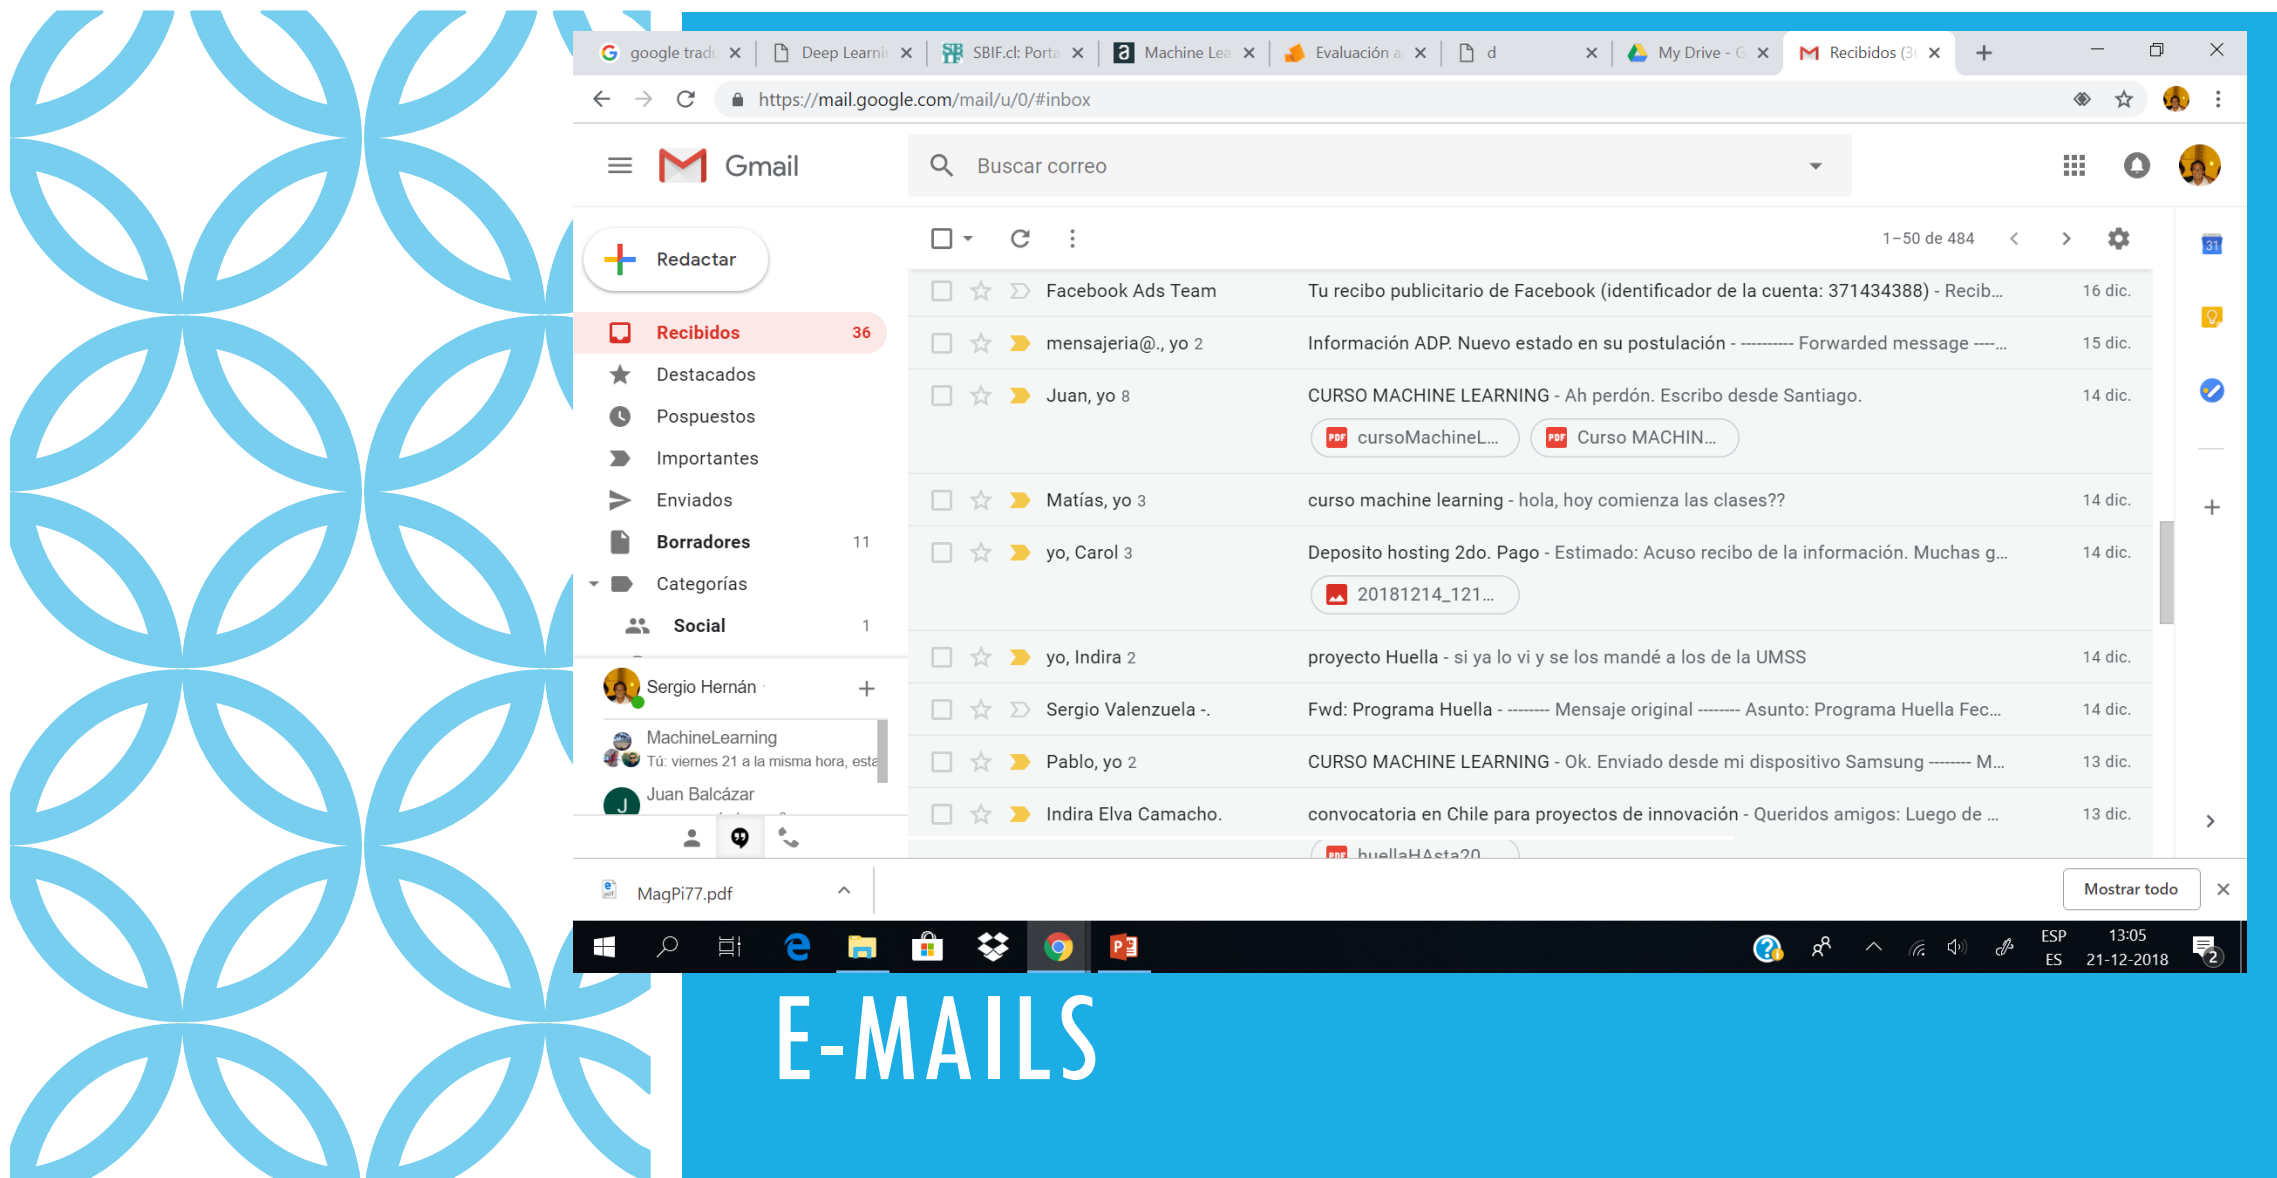 google tradu
Deep Learnin
SBIF.cl: Porta
Machine Lea
Evaluación a
d
My Drive - G
Recibidos (3
https://mail.google.com/mail/u/0/#inbox
Gmail
Buscar correo
Redactar
1–50 de 484
31
Recibidos 36
Destacados
Pospuestos
Importantes
Enviados
Borradores 11
Categorías
Social 1
Facebook Ads Team Tu recibo publicitario de Facebook (identificador de la cuenta: 371434388) - Recib... 16 dic.
mensajeria@., yo 2 Información ADP. Nuevo estado en su postulación - ---------- Forwarded message ----... 15 dic.
Juan, yo 8 CURSO MACHINE LEARNING - Ah perdón. Escribo desde Santiago. 14 dic.
PDF cursoMachineL... PDF Curso MACHIN...
Matías, yo 3 curso machine learning - hola, hoy comienza las clases?? 14 dic.
yo, Carol 3 Deposito hosting 2do. Pago - Estimado: Acuso recibo de la información. Muchas g... 14 dic.
20181214_121...
yo, Indira 2 proyecto Huella - si ya lo vi y se los mandé a los de la UMSS 14 dic.
Sergio Valenzuela -. Fwd: Programa Huella - -------- Mensaje original -------- Asunto: Programa Huella Fec... 14 dic.
Pablo, yo 2 CURSO MACHINE LEARNING - Ok. Enviado desde mi dispositivo Samsung -------- M... 13 dic.
Indira Elva Camacho. convocatoria en Chile para proyectos de innovación - Queridos amigos: Luego de ... 13 dic.
PDF huellaHAsta20
Sergio Hernán
MachineLearning
Tú: viernes 21 a la misma hora, esta
J Juan Balcázar
MagPi77.pdf
Mostrar todo
ESP 13:05
ES 21-12-2018
2
E-MAILS